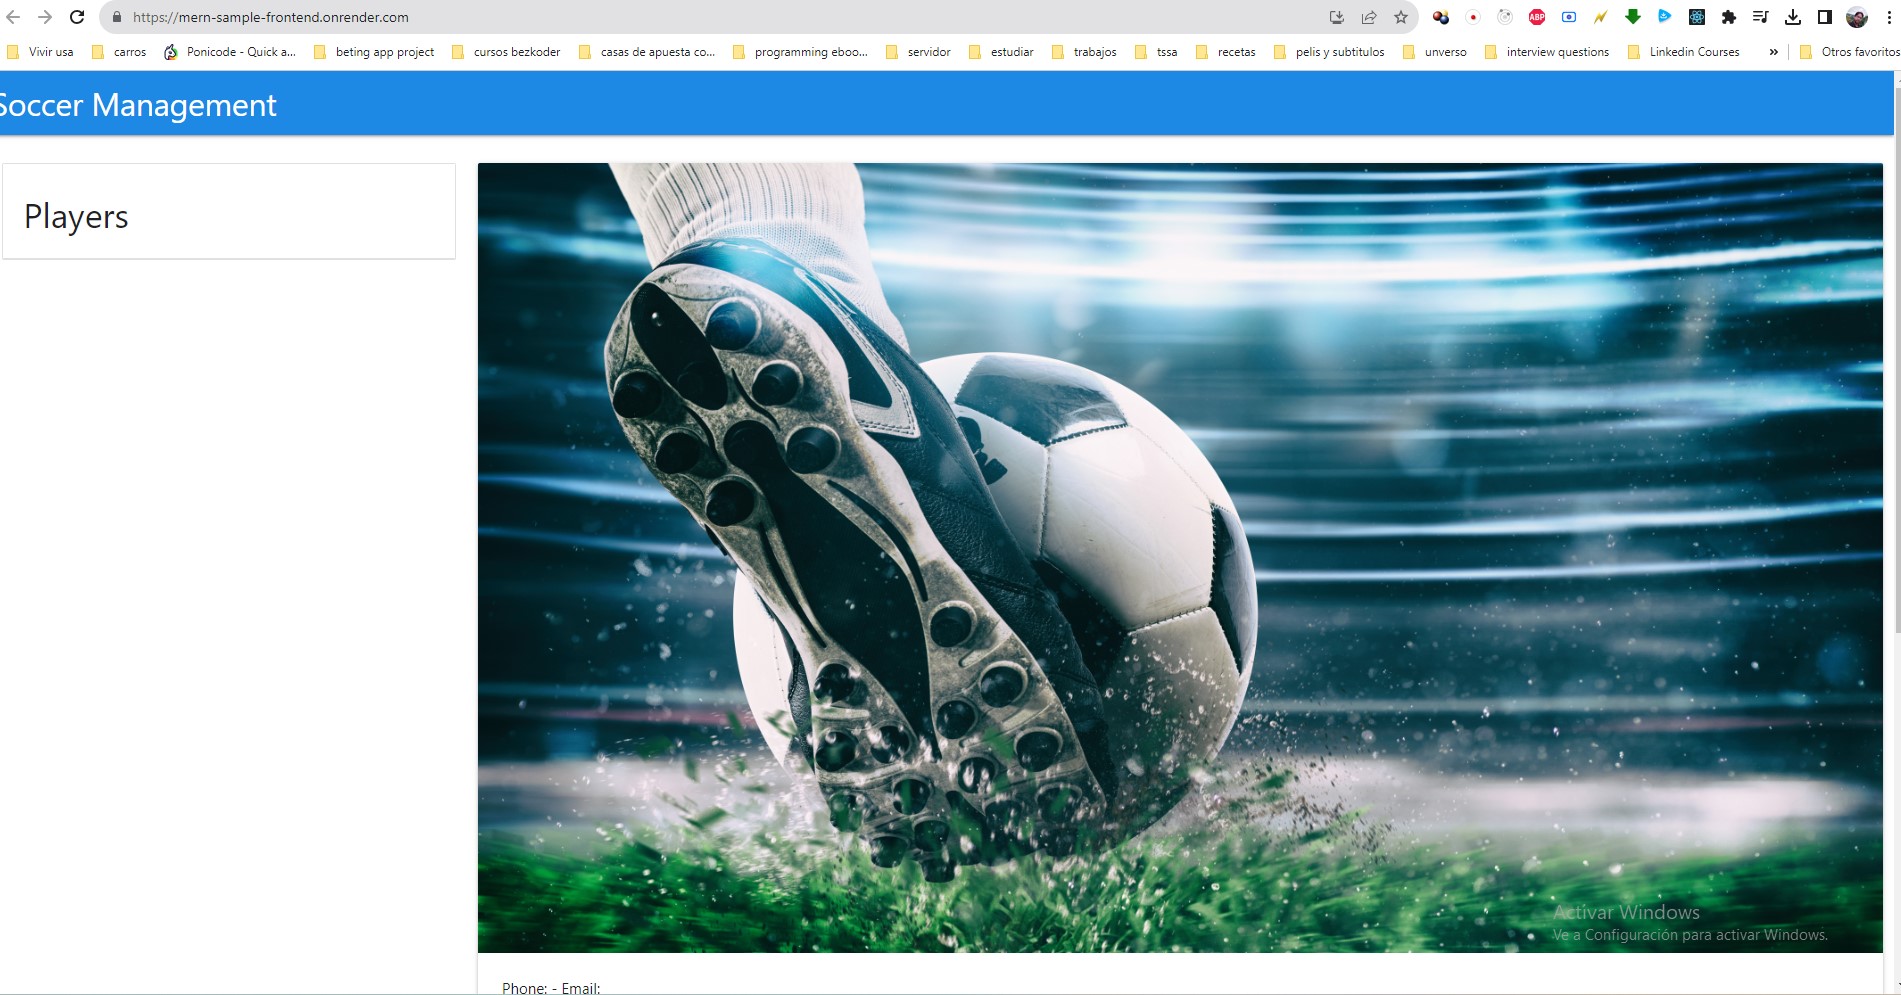 https://mern-sample-frontend.onrender.com
ABP
Vivir usa carros Ponicode - Quick a... beting app project cursos bezkoder casas de apuesta co... programming eboo... servidor estudiar trabajos tssa recetas pelis y subtitulos unverso interview questions Linkedin Courses » Otros favoritos
Soccer Management
Players
Activar Windows
Ve a Configuración para activar Windows.
Phone: - Email: